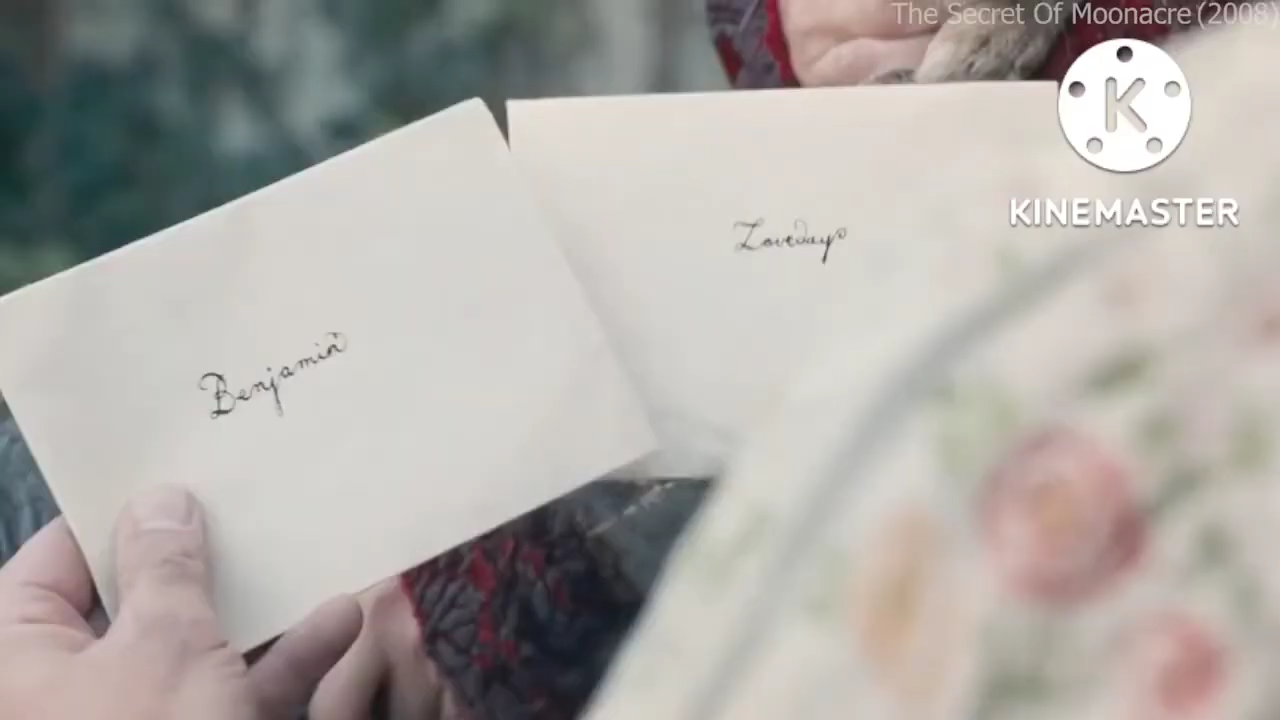 The Secret Of Moonacre (2008)
K
KINEMASTER
Loveday
Benjamin